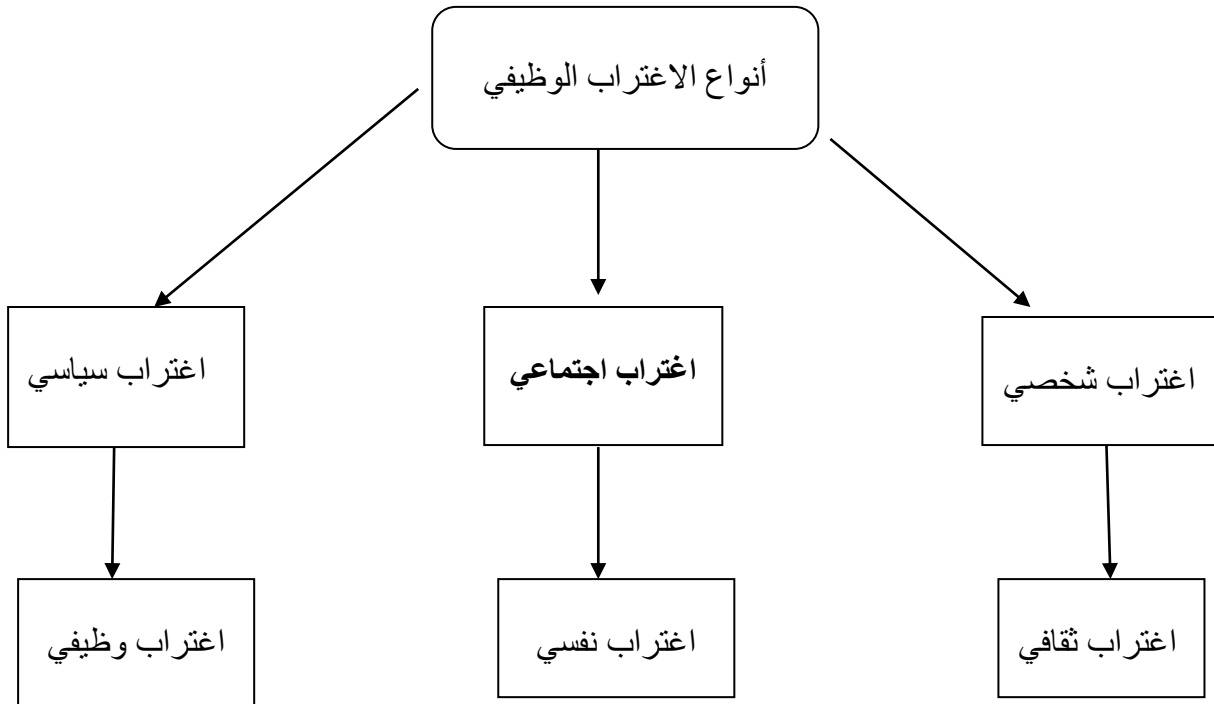 أنواع الاغتراب الوظيفي
اغتراب شخصي
اغتراب اجتماعي
اغتراب سياسي
اغتراب ثقافي
اغتراب نفسي
اغتراب وظيفي